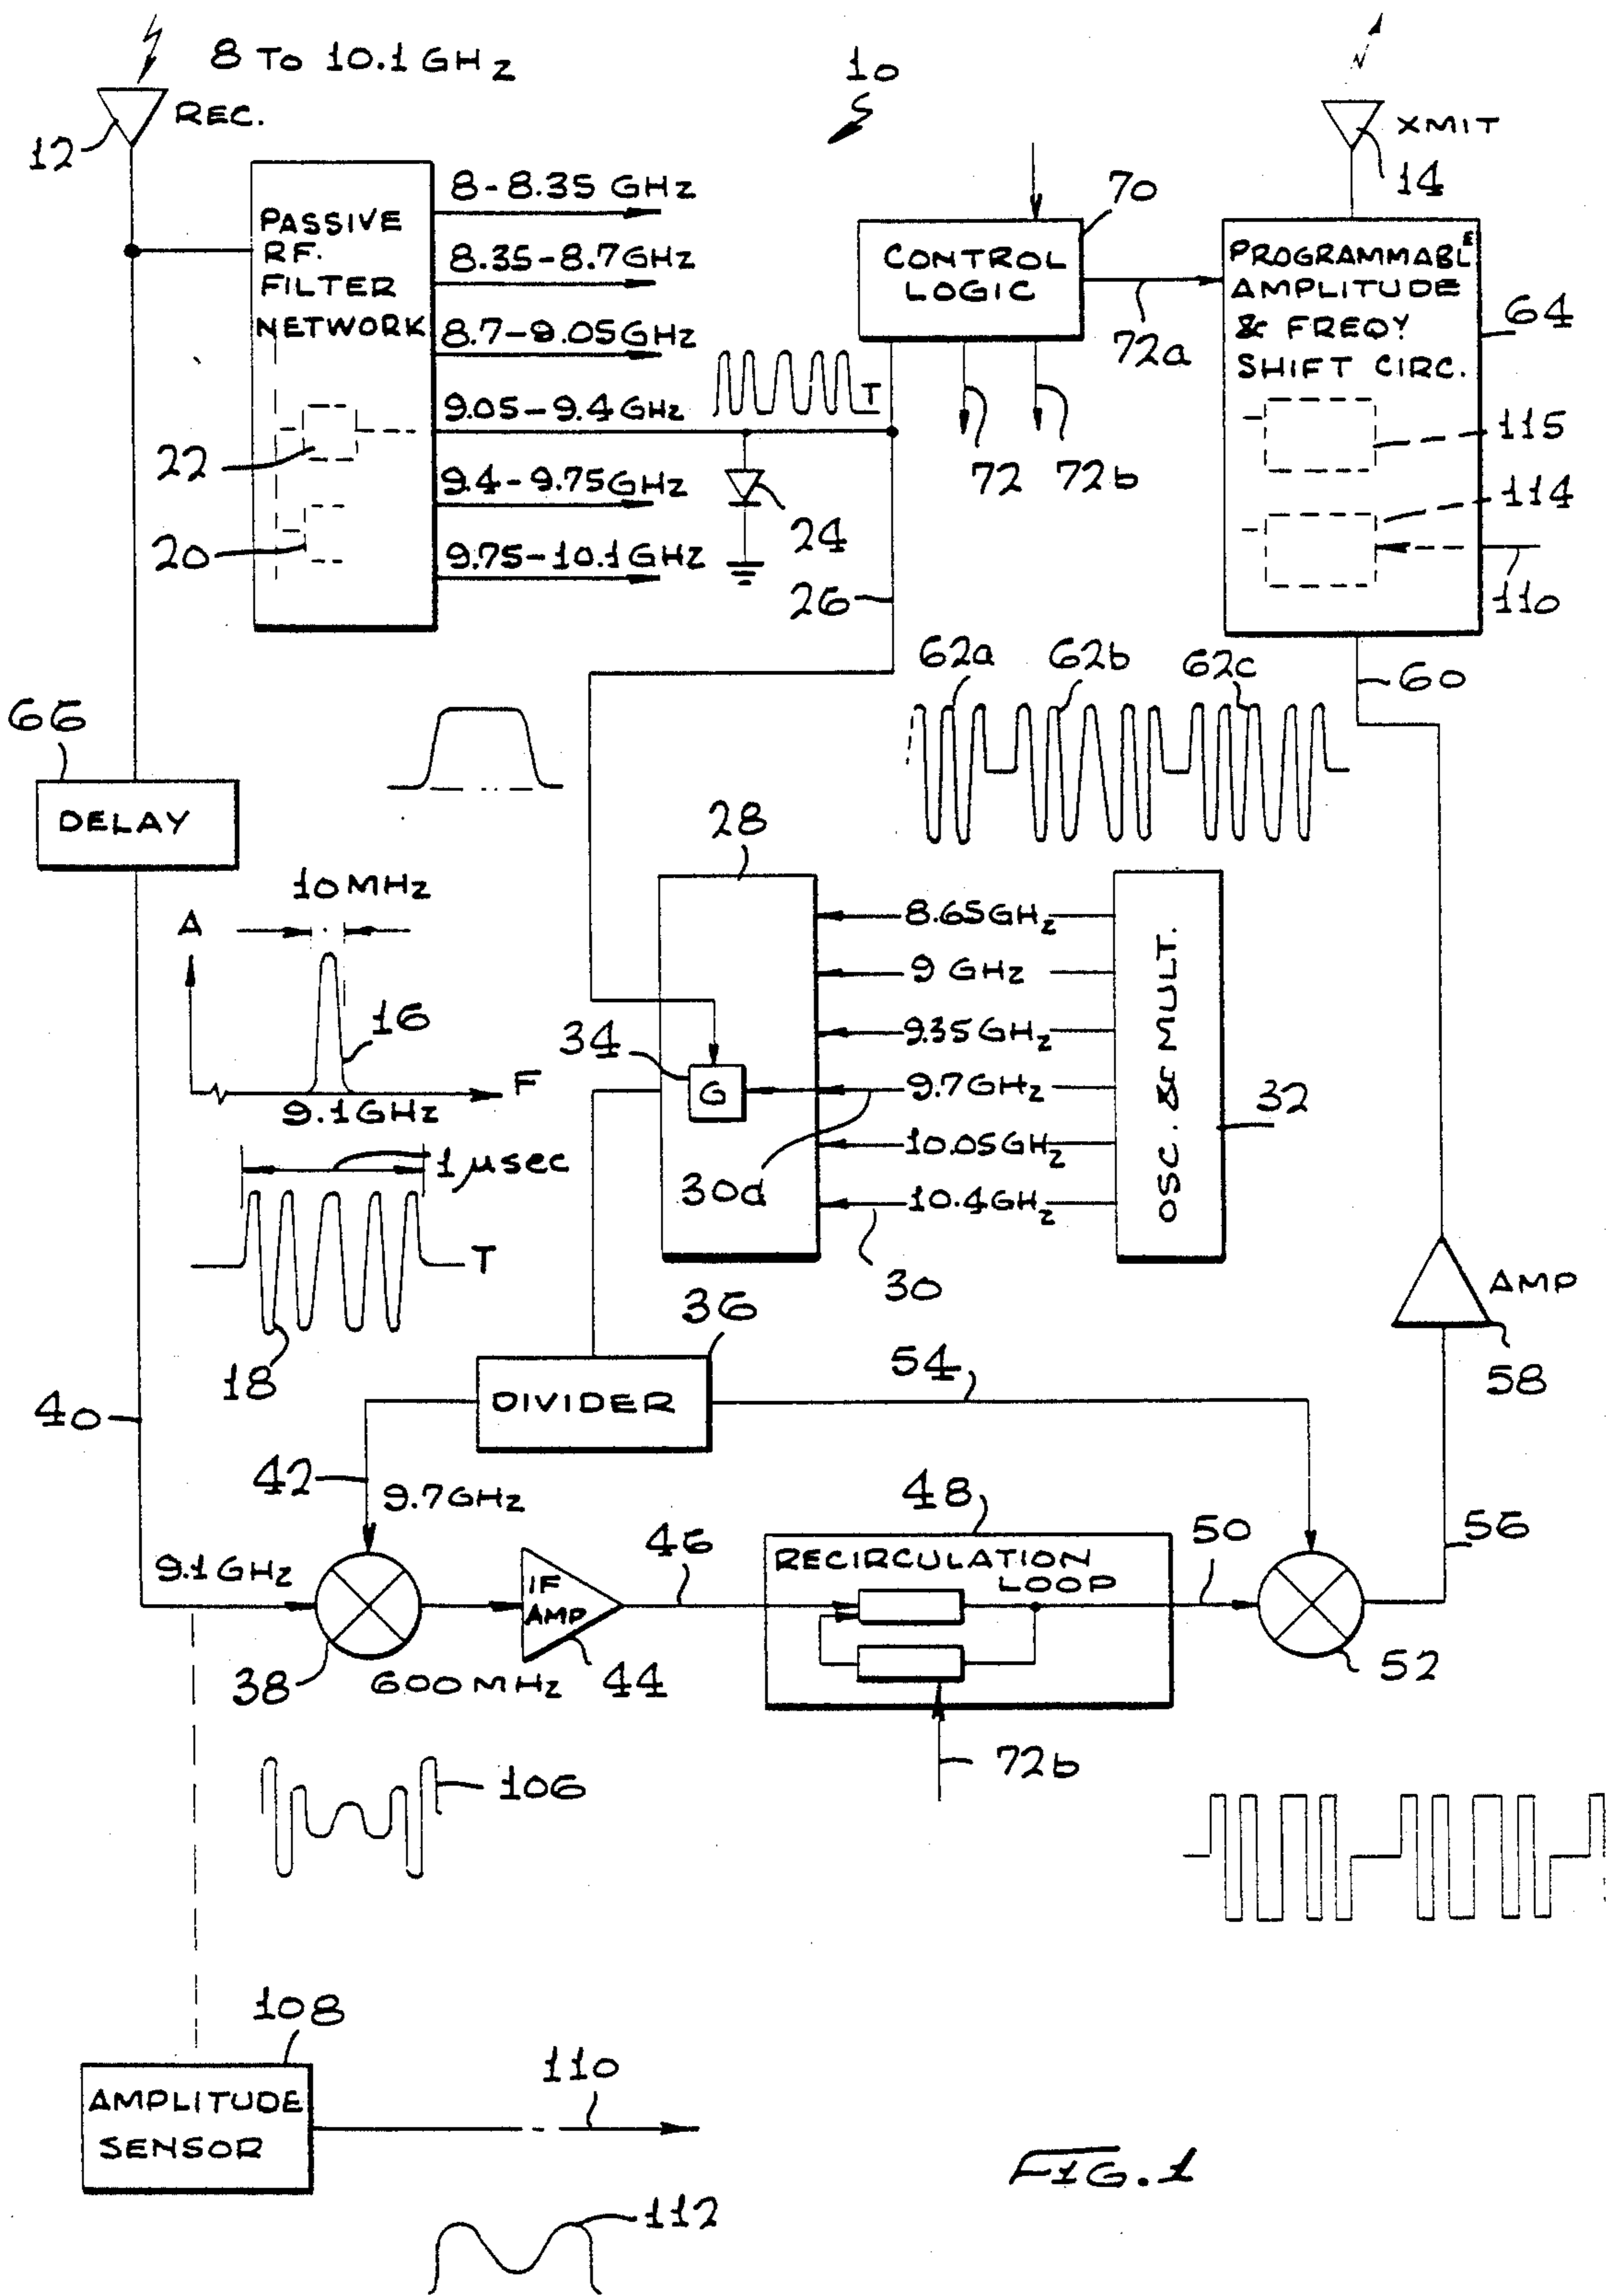 8 TO 10.1 GHz
REC.
12
10
XMIT
14
PASSIVE
RF.
FILTER
NETWORK
8-8.35 GHz
8.35-8.7GHz
8.7-9.05GHz
9.05-9.4GHz
9.4-9.75GHz
9.75-10.1GHz
22
20
T
24
26
CONTROL
LOGIC
70
72a
72
72b
PROGRAMMABLE
AMPLITUDE
& FREQY
SHIFT CIRC.
64
115
114
110
60
62a
62b
62c
66
DELAY
10 MHz
A
16
F
9.1GHz
1 μsec
T
18
28
34
G
8.65GHz
9 GHz
9.35GHz
9.7GHz
10.05GHz
10.4GHz
30d
30
OSC. & MULT.
32
AMP
58
36
DIVIDER
54
40
42
9.7GHz
9.1GHz
38
600MHz
IF
AMP
44
46
48
RECIRCULATION
LOOP
50
52
56
72b
106
108
AMPLITUDE
SENSOR
110
112
FIG.1